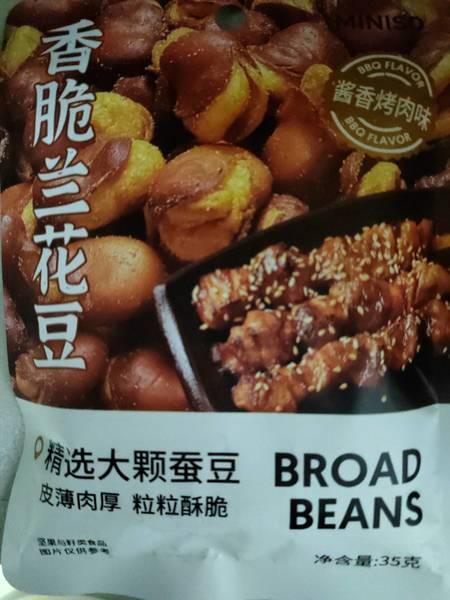 MINISO
BBQ FLAVOR
酱香烤肉味
BBQ FLAVOR
香脆兰花豆
精选大颗蚕豆
皮薄肉厚 粒粒酥脆
BROAD
BEANS
坚果与籽类食品
图片仅供参考
净含量:35克